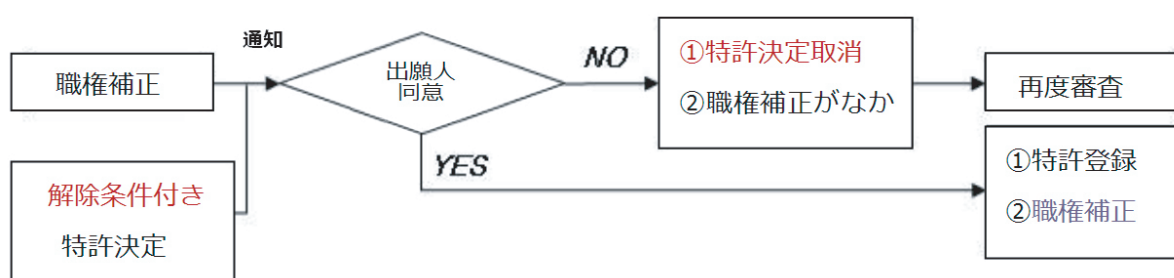 職権補正
通知
解除条件付き
特許決定
出願人
同意
NO
YES
①特許決定取消
②職権補正がなか
再度審査
①特許登録
②職権補正